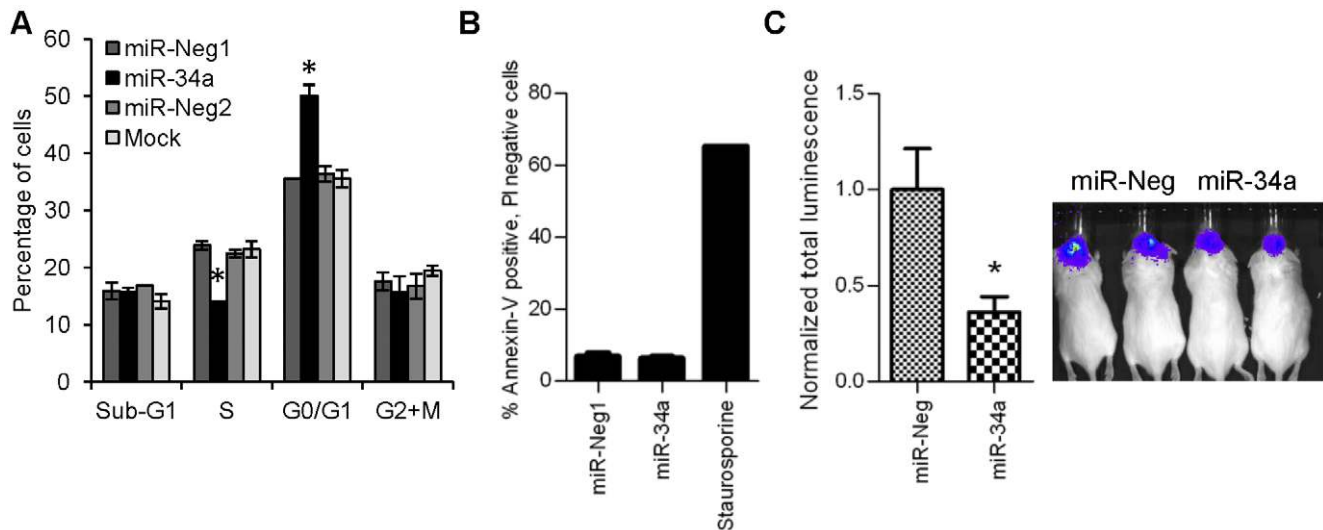 A
Percentage of cells
60
50
40
30
20
10
0
miR-Neg1
miR-34a
miR-Neg2
Mock
*
*
Sub-G1 S G0/G1 G2+M
B
% Annexin-V positive, PI negative cells
80
60
40
20
0
miR-Neg1
miR-34a
Staurosporine
C
Normalized total luminescence
1.5
1.0
0.5
0.0
*
miR-Neg
miR-34a
miR-Neg miR-34a